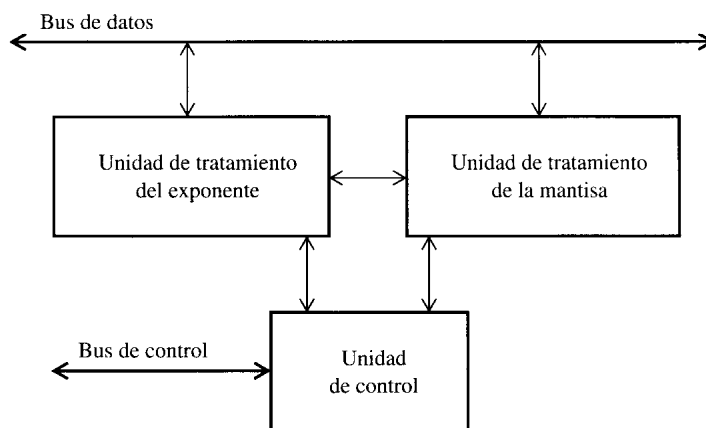 Bus de datos
Unidad de tratamiento
del exponente
Unidad de tratamiento
de la mantisa
Bus de control
Unidad
de control